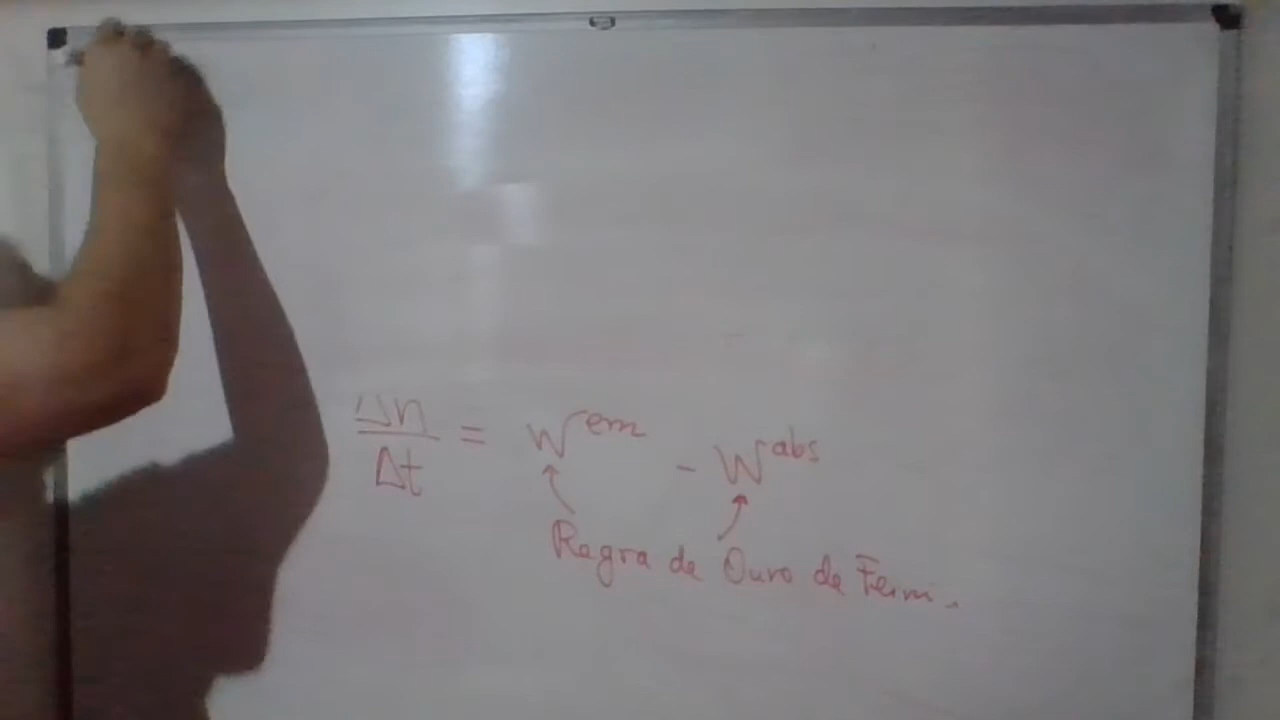 Δn/Δt = W^em - W^abs
Regra de Ouro de Fermi.